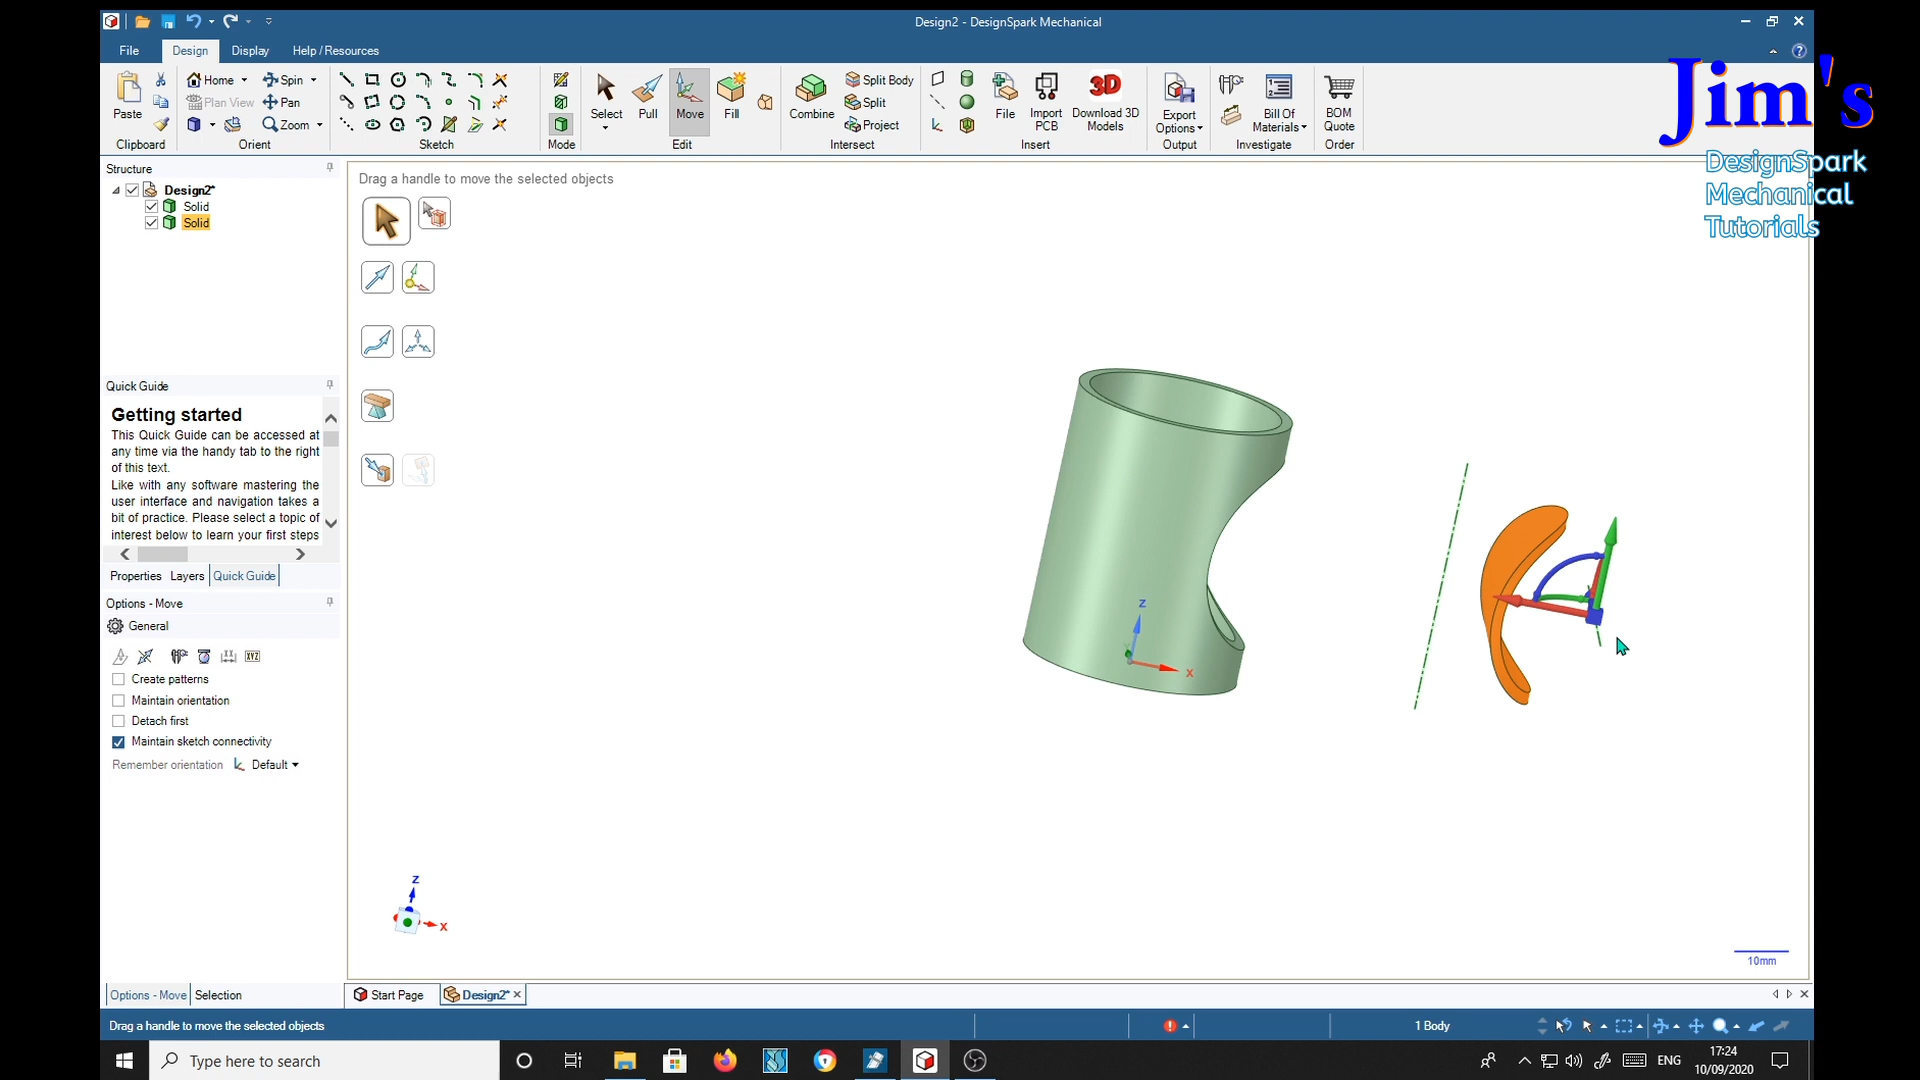 Design2 - DesignSpark Mechanical
File Design Display Help / Resources
Paste
Clipboard
Home Spin
Plan View Pan
Zoom
Orient
Sketch
Mode
Select Pull Move Fill
Edit
Combine
Split Body
Split
Project
Intersect
File Import PCB 3D Download 3D Models
Insert
Export Options
Output
Bill Of Materials
Investigate
BOM Quote
Order
Jim's
DesignSpark
Mechanical
Tutorials
Structure
Design2*
Solid
Solid
Drag a handle to move the selected objects
Quick Guide
Getting started
This Quick Guide can be accessed at
any time via the handy tab to the right
of this text.
Like with any software mastering the
user interface and navigation takes a
bit of practice. Please select a topic of
interest below to learn your first steps
Properties Layers Quick Guide
Options - Move
General
XYZ
Create patterns
Maintain orientation
Detach first
Maintain sketch connectivity
Remember orientation Default
Z
X
Z
X
10mm
Options - Move Selection
Start Page Design2*
Drag a handle to move the selected objects
1 Body
Type here to search
ENG
17:24
10/09/2020